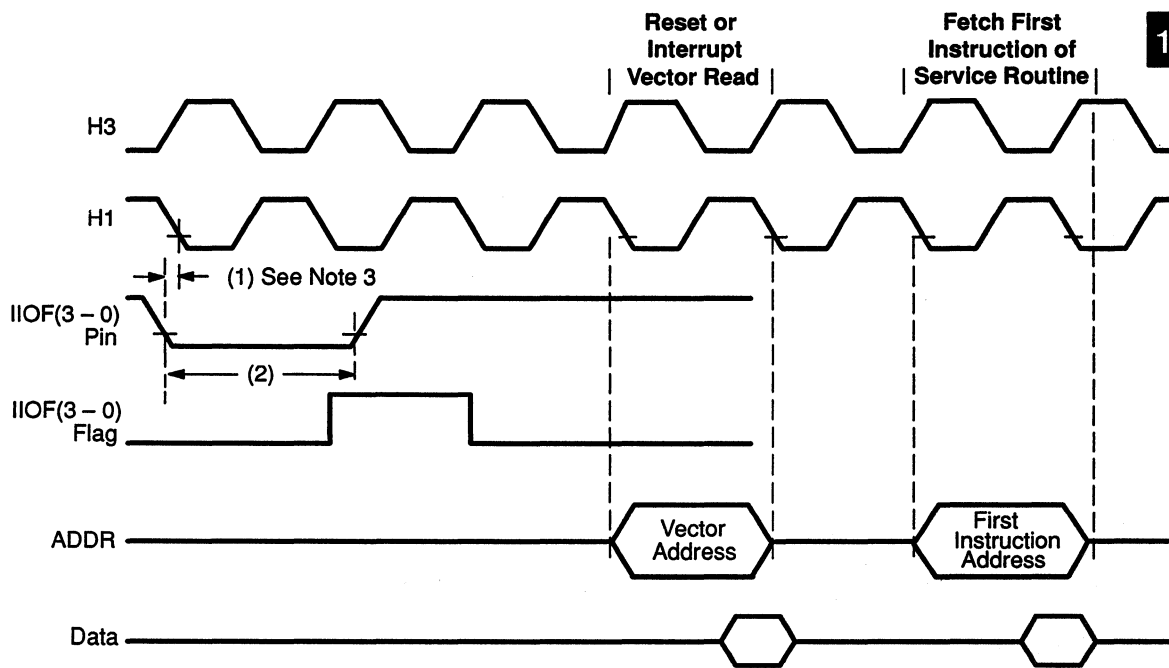 Reset or
Interrupt
Vector Read
Fetch First
Instruction of
Service Routine
1
H3
H1
(1) See Note 3
IIOF(3 – 0)
Pin
(2)
IIOF(3 – 0)
Flag
ADDR
Vector
Address
First
Instruction
Address
Data